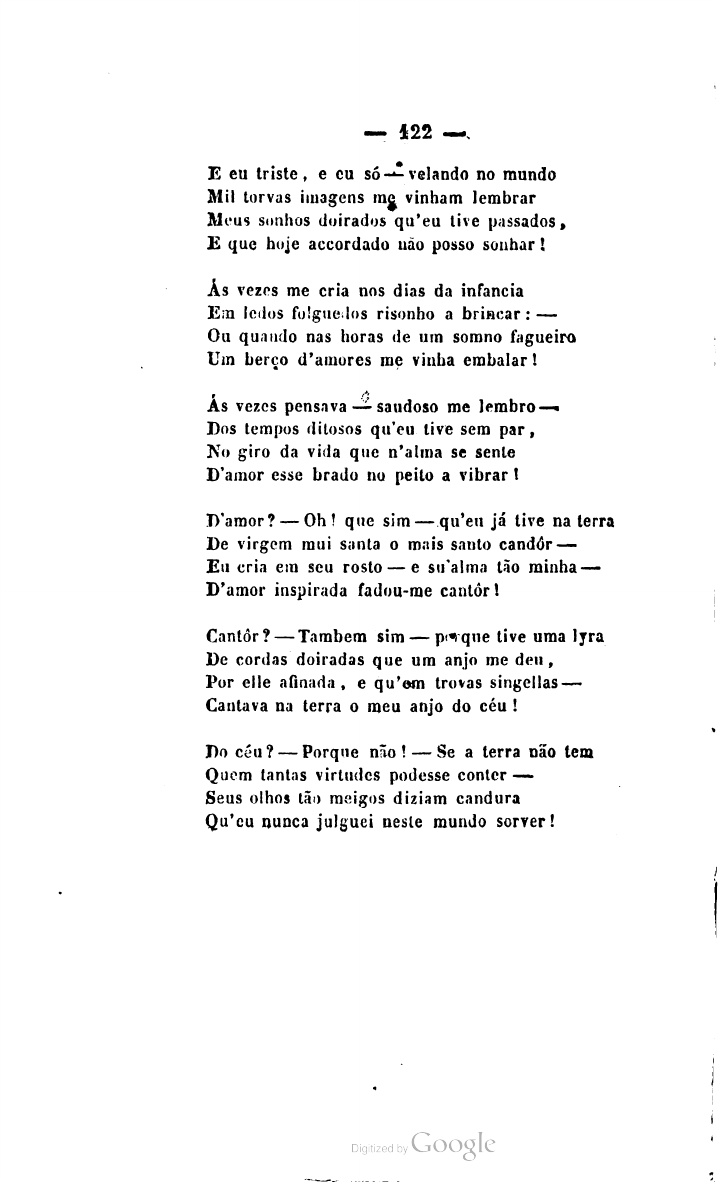 — 122 —
E eu triste, e eu só — velando no mundo
Mil torvas imagens me vinham lembrar
Meus sonhos doirados qu'eu tive passados,
E que hoje accordado não posso sonhar!
Ás vezes me cria nos dias da infancia
Em ledos folguedos risonho a brincar: —
Ou quando nas horas de um somno fagueiro
Um berço d'amores me vinha embalar!
Ás vezes pensava — saudoso me lembro —
Dos tempos ditosos qu'eu tive sem par,
No giro da vida que n'alma se sente
D'amor esse brado no peito a vibrar!
D'amor? — Oh! que sim — qu'eu já tive na terra
De virgem mui santa o mais santo candôr —
Eu cria em seu rosto — e su'alma tão minha —
D'amor inspirada fadou-me cantôr!
Cantôr? — Tambem sim — porque tive uma lyra
De cordas doiradas que um anjo me deu,
Por elle afinada, e qu'em trovas singellas —
Cantava na terra o meu anjo do céu!
Do céu? — Porque não! — Se a terra não tem
Quem tantas virtudes podesse conter —
Seus olhos tão meigos diziam candura
Qu'eu nunca julguei neste mundo sorver!
Digitized by Google